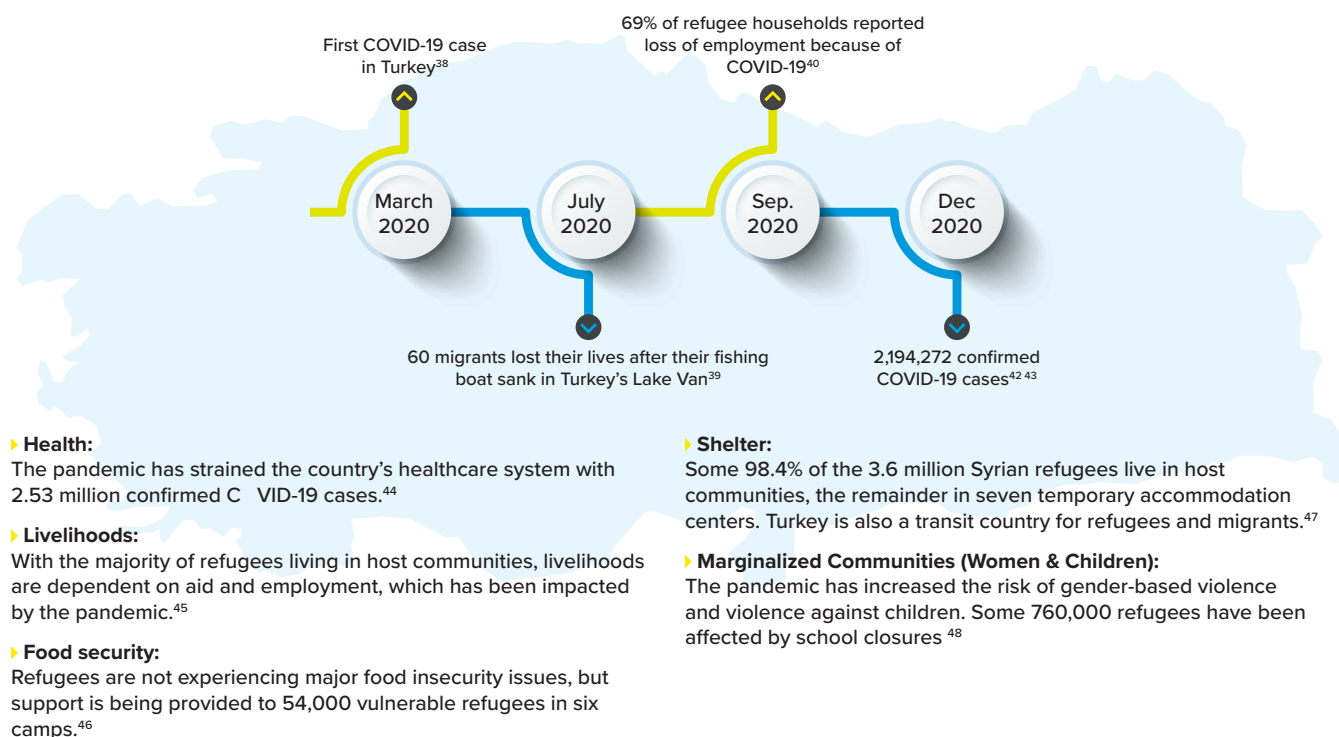 First COVID-19 case
in Turkey³⁸
69% of refugee households reported
loss of employment because of
COVID-19⁴⁰
March
2020
July
2020
Sep.
2020
Dec
2020
60 migrants lost their lives after their fishing
boat sank in Turkey’s Lake Van³⁹
2,194,272 confirmed
COVID-19 cases⁴² ⁴³
Health:
The pandemic has strained the country’s healthcare system with
2.53 million confirmed C VID-19 cases.⁴⁴
Livelihoods:
With the majority of refugees living in host communities, livelihoods
are dependent on aid and employment, which has been impacted
by the pandemic.⁴⁵
Food security:
Refugees are not experiencing major food insecurity issues, but
support is being provided to 54,000 vulnerable refugees in six
camps.⁴⁶
Shelter:
Some 98.4% of the 3.6 million Syrian refugees live in host
communities, the remainder in seven temporary accommodation
centers. Turkey is also a transit country for refugees and migrants.⁴⁷
Marginalized Communities (Women & Children):
The pandemic has increased the risk of gender-based violence
and violence against children. Some 760,000 refugees have been
affected by school closures ⁴⁸